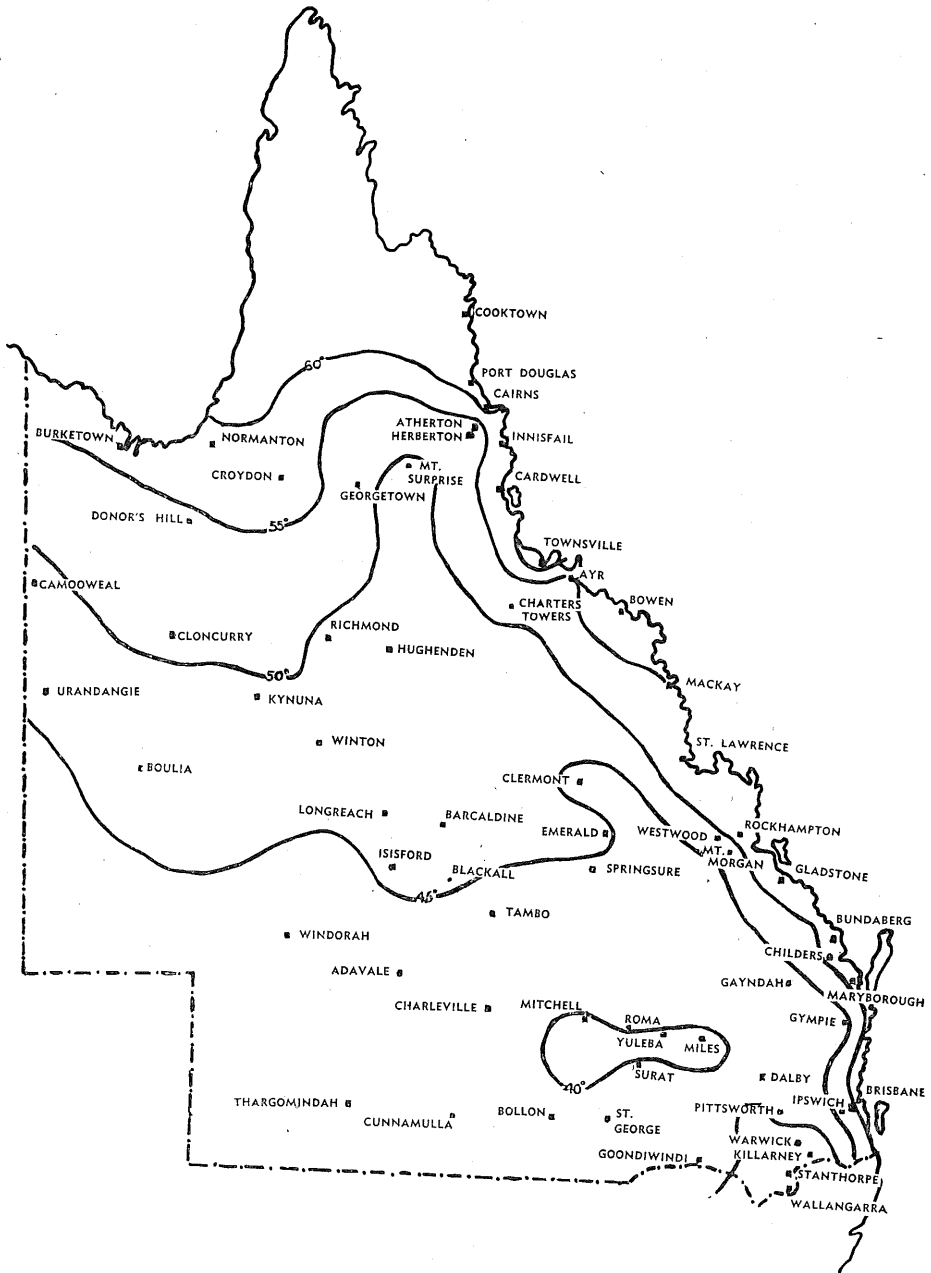 COOKTOWN
60°
PORT DOUGLAS
CAIRNS
BURKETOWN
NORMANTON
ATHERTON
HERBERTON
INNISFAIL
CROYDON
MT.
SURPRISE
CARDWELL
GEORGETOWN
DONOR'S HILL
55°
TOWNSVILLE
AYR
CAMOOWEAL
CHARTERS
TOWERS
BOWEN
CLONCURRY
RICHMOND
HUGHENDEN
50°
MACKAY
URANDANGIE
KYNUNA
WINTON
ST. LAWRENCE
BOULIA
CLERMONT
LONGREACH
BARCALDINE
EMERALD
WESTWOOD
ROCKHAMPTON
MT.
MORGAN
ISISFORD
BLACKALL
SPRINGSURE
GLADSTONE
45°
TAMBO
BUNDABERG
WINDORAH
CHILDERS
ADAVALE
GAYNDAH
MARYBOROUGH
CHARLEVILLE
MITCHELL
ROMA
GYMPIE
YULEBA
MILES
SURAT
DALBY
40°
BRISBANE
THARGOMINDAH
IPSWICH
PITTSWORTH
CUNNAMULLA
BOLLON
ST.
GEORGE
WARWICK
KILLARNEY
GOONDIWINDI
STANTHORPE
WALLANGARRA